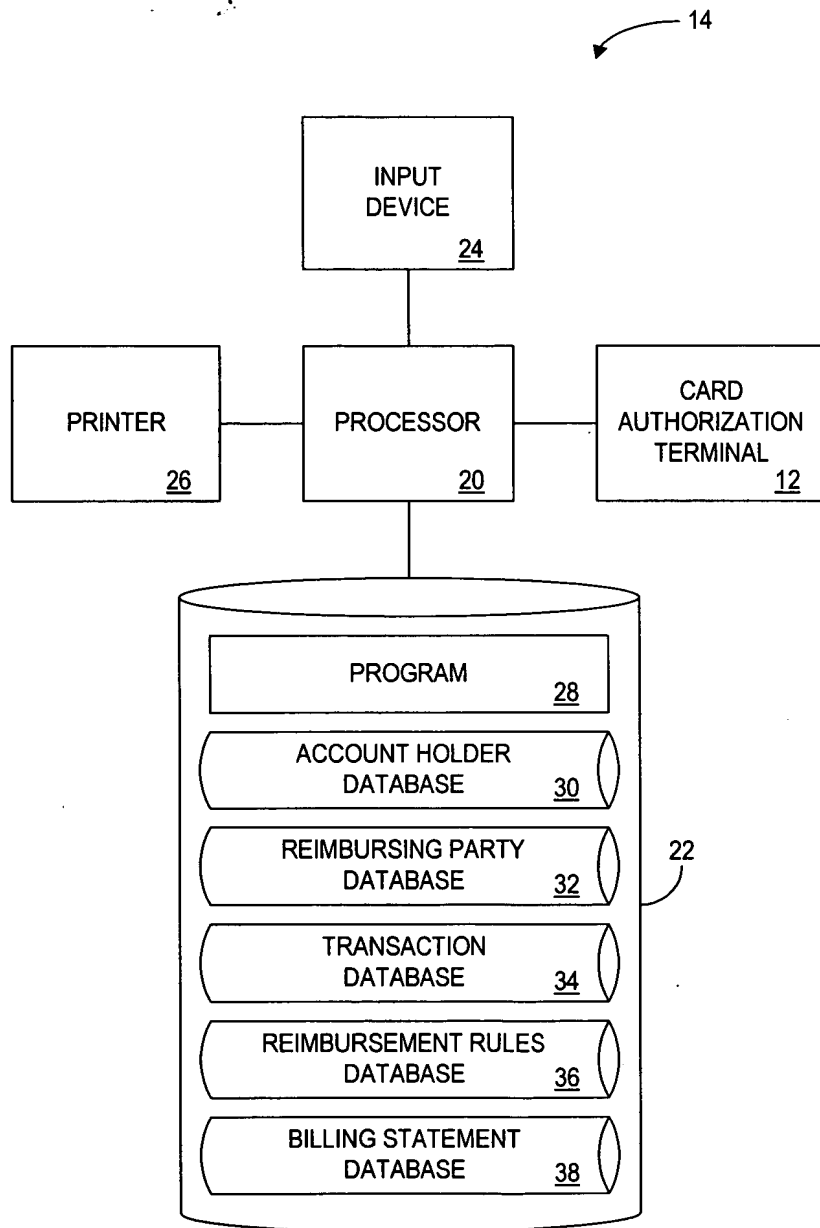 14
INPUT
DEVICE
24
PRINTER
26
PROCESSOR
20
CARD
AUTHORIZATION
TERMINAL
12
PROGRAM
28
ACCOUNT HOLDER
DATABASE
30
REIMBURSING PARTY
DATABASE
32
22
TRANSACTION
DATABASE
34
REIMBURSEMENT RULES
DATABASE
36
BILLING STATEMENT
DATABASE
38